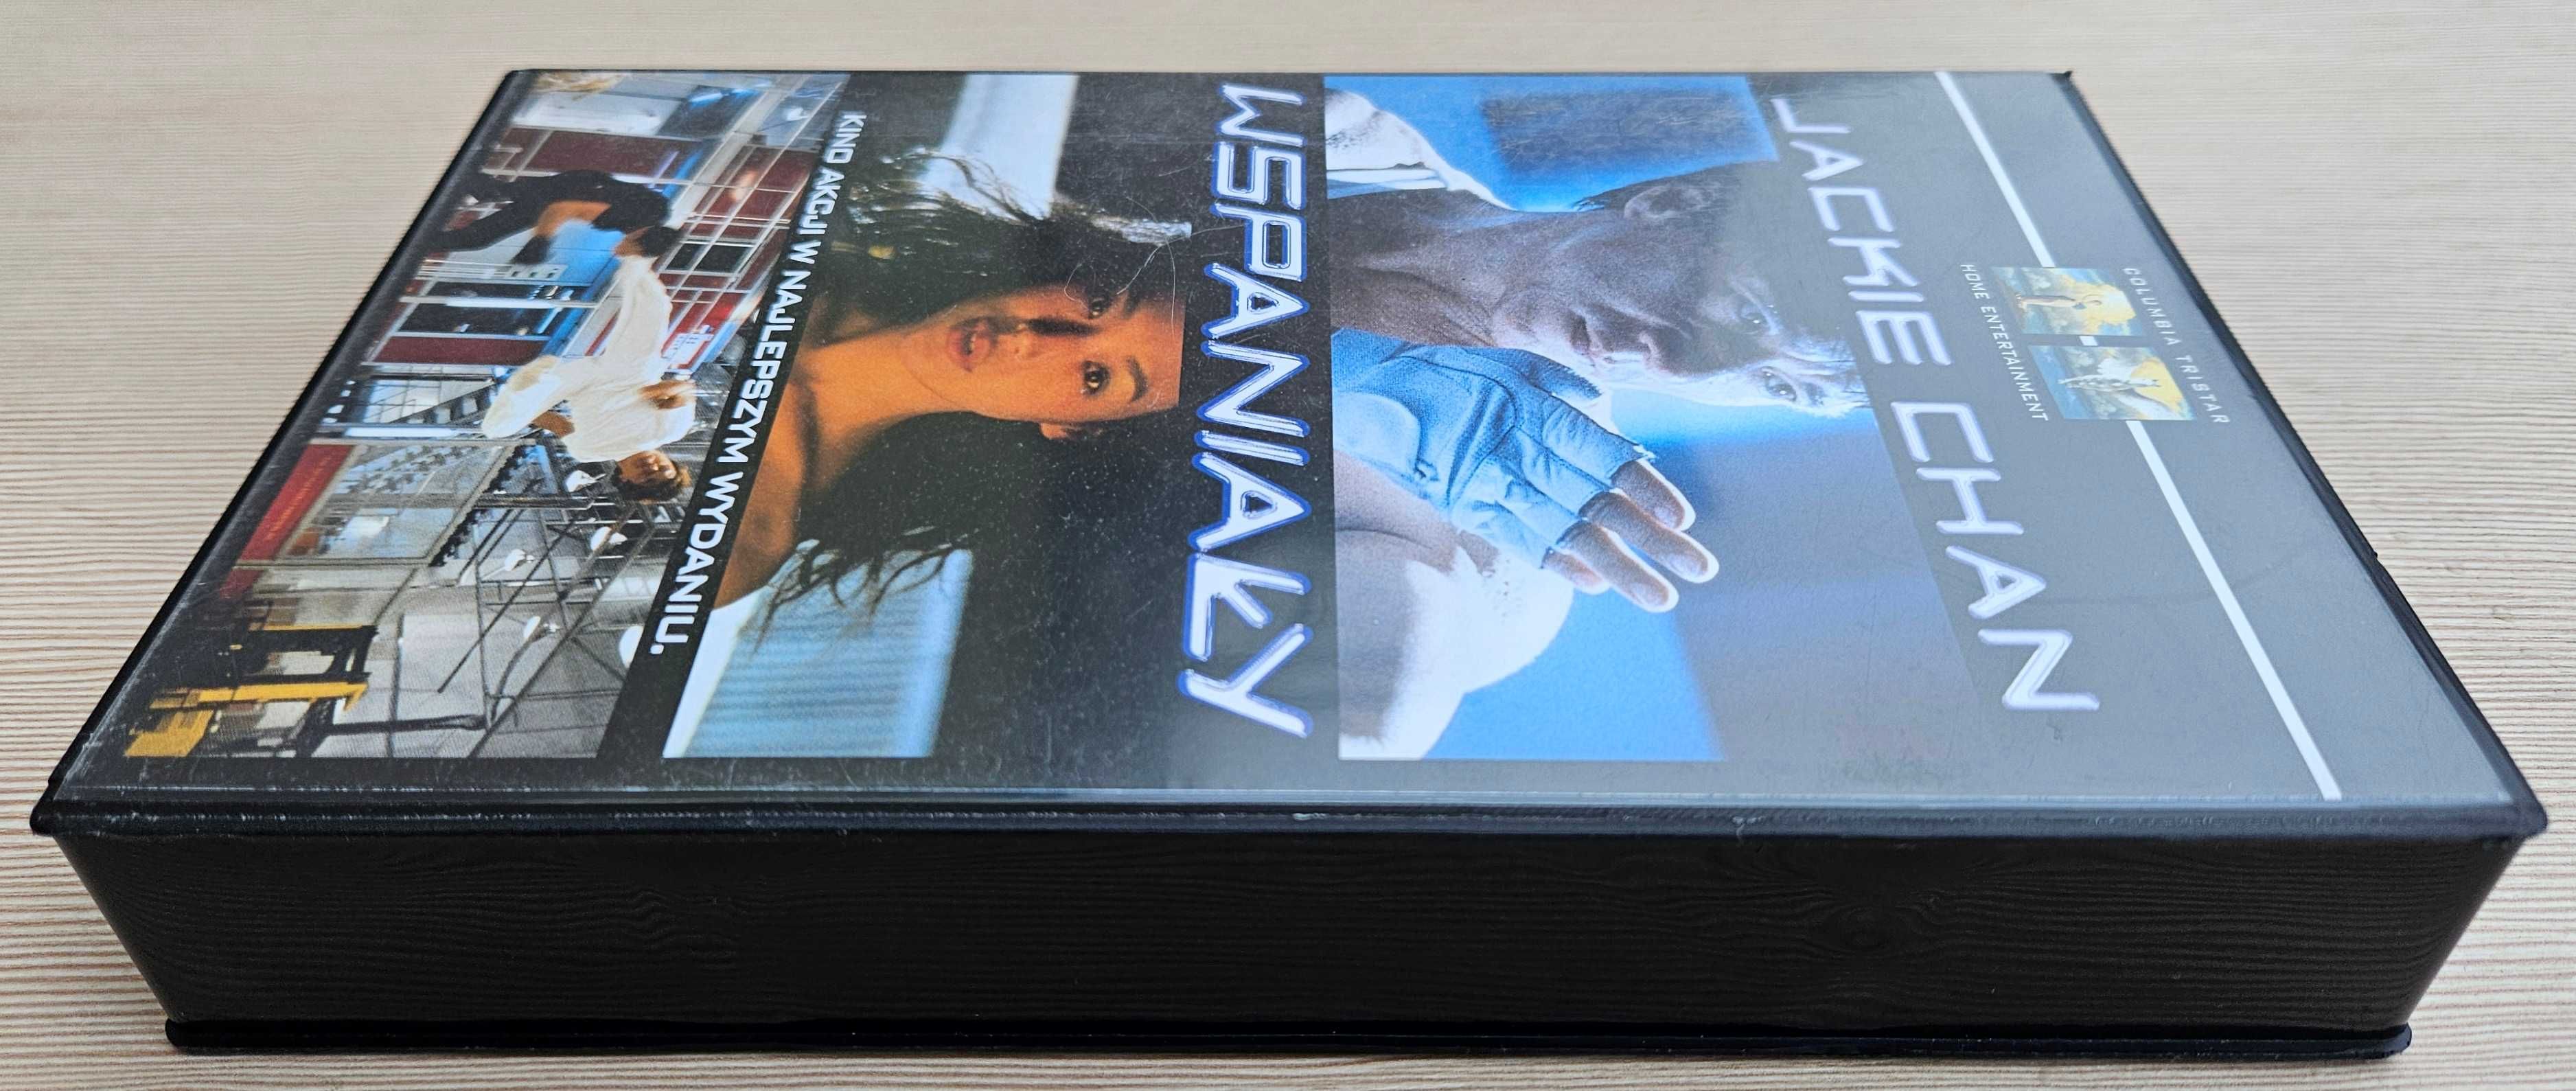 COLUMBIA TRISTAR
HOME ENTERTAINMENT
JACKIE CHAN
WSPANIAŁY
KINO AKCJI W NAJLEPSZYM WYDANIU.